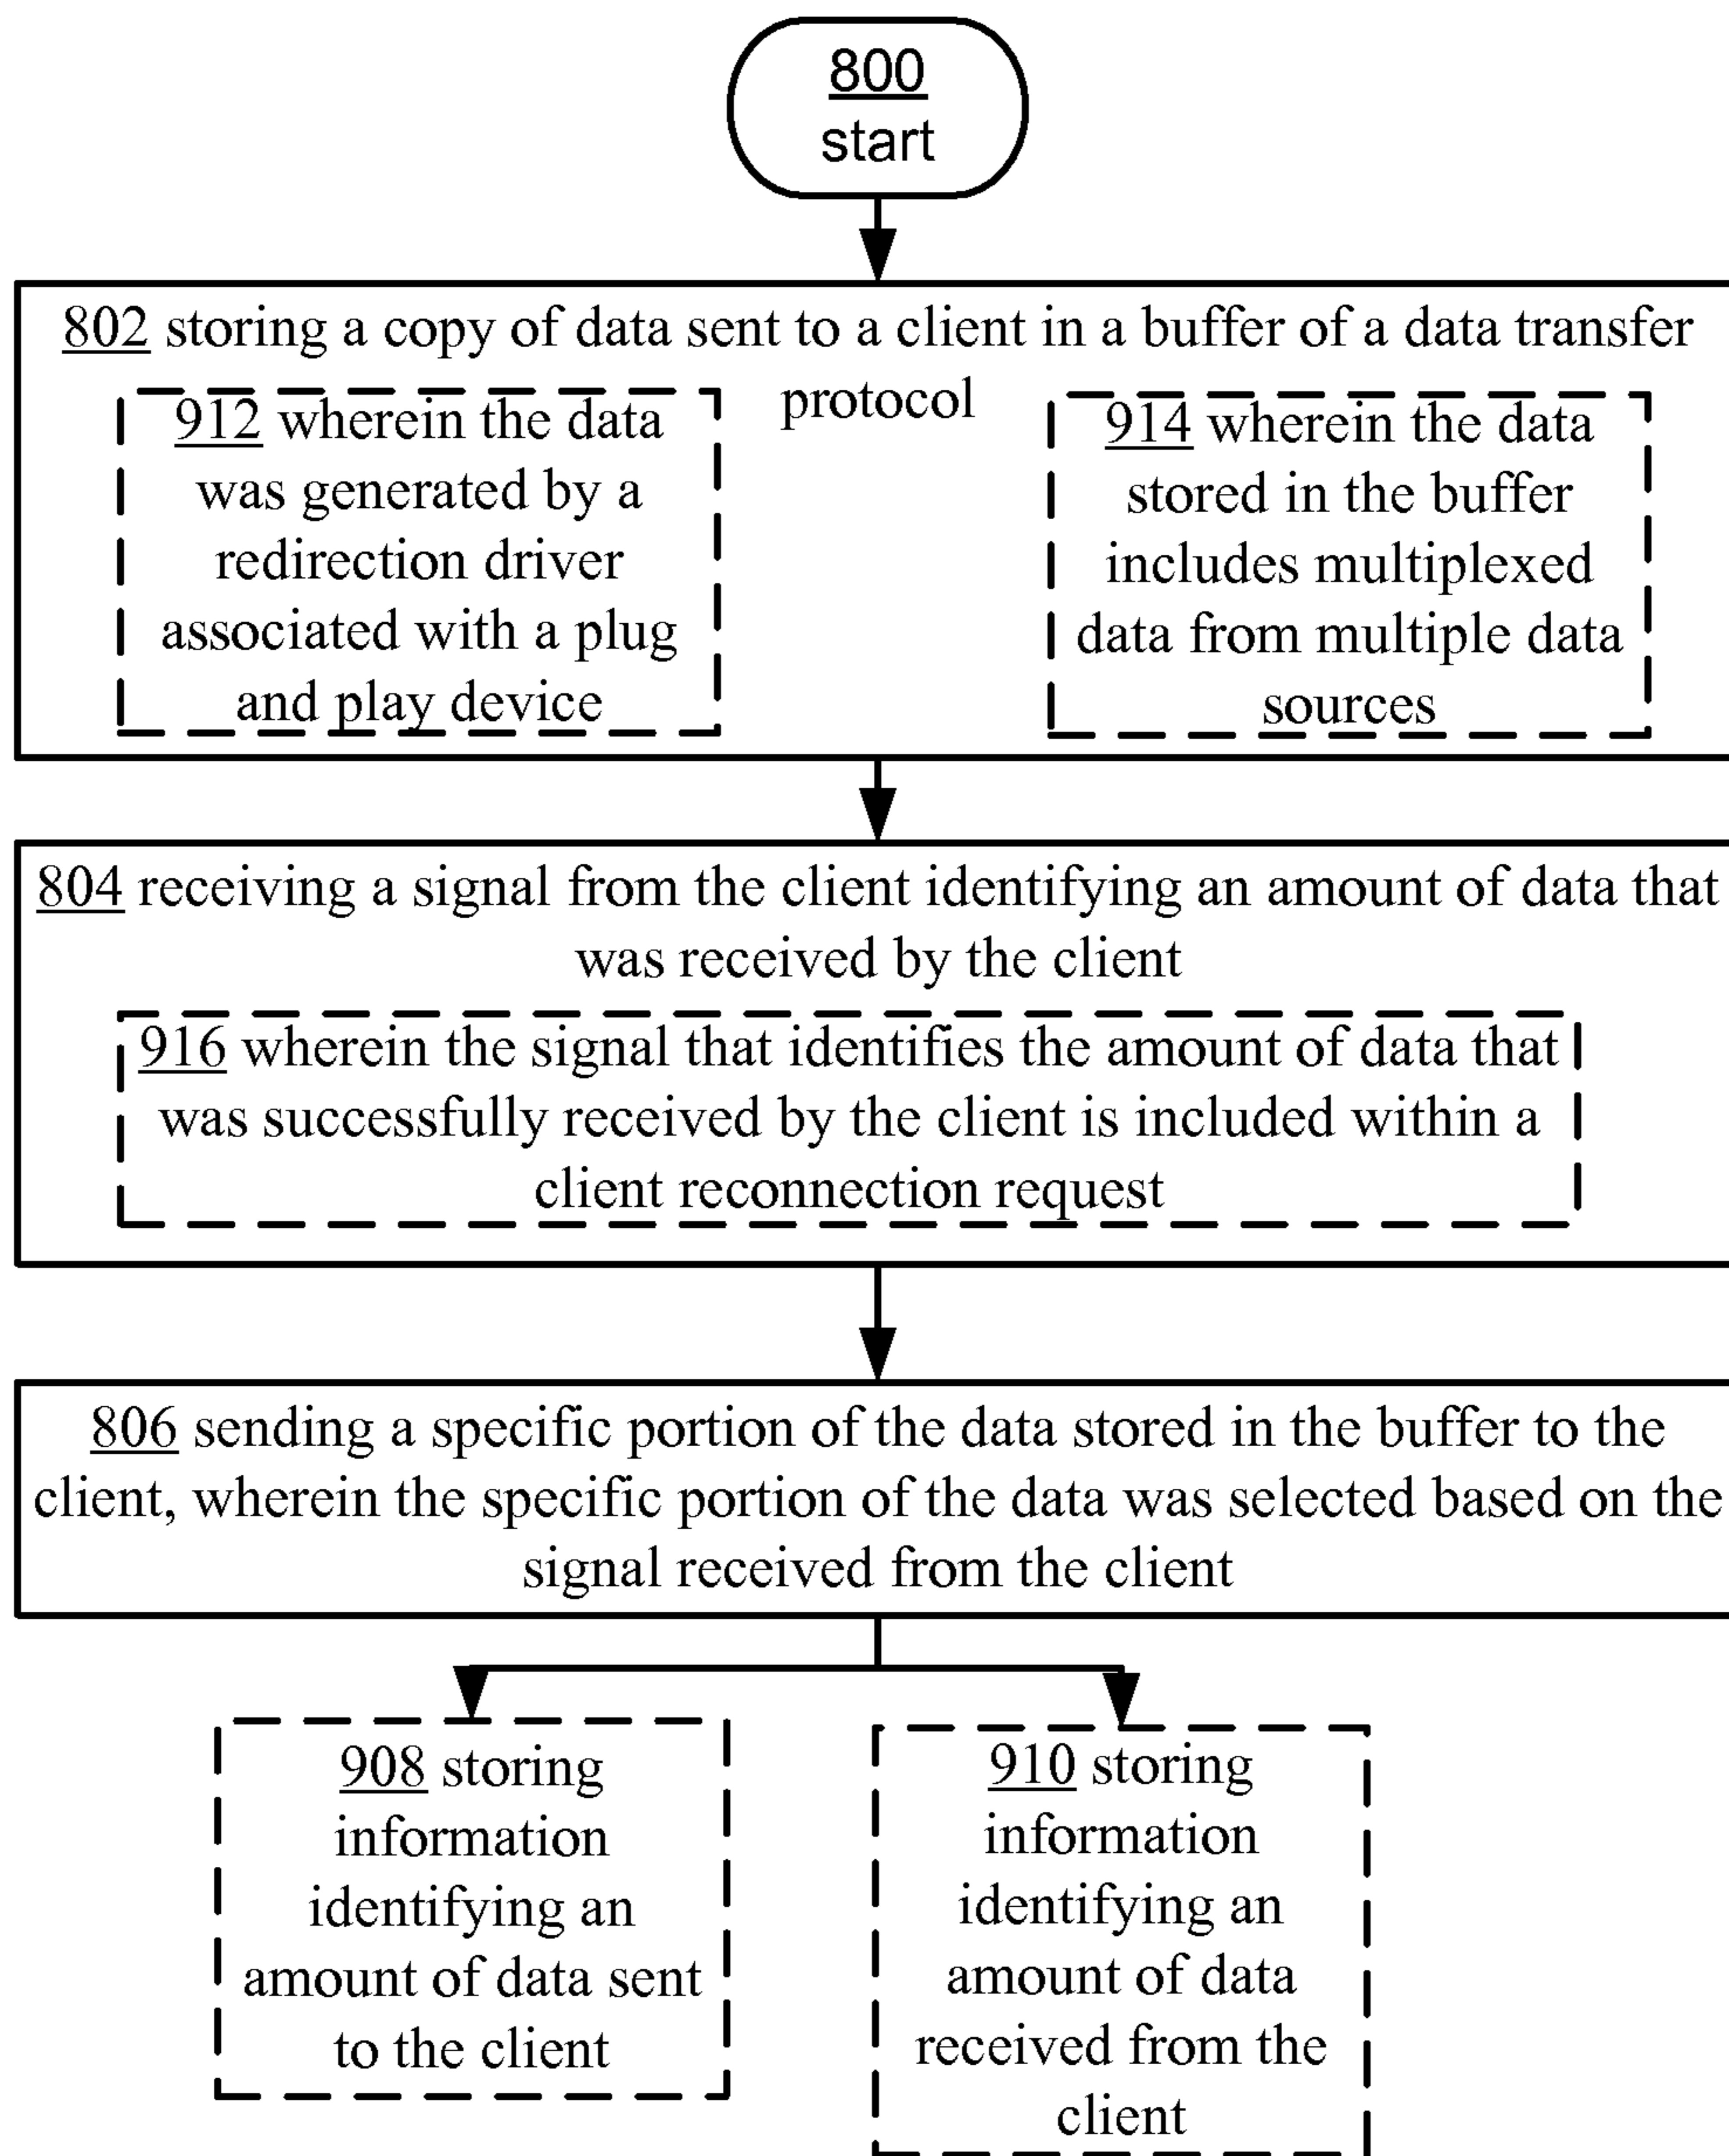 800
start
802 storing a copy of data sent to a client in a buffer of a data transfer
protocol
912 wherein the data
was generated by a
redirection driver
associated with a plug
and play device
914 wherein the data
stored in the buffer
includes multiplexed
data from multiple data
sources
804 receiving a signal from the client identifying an amount of data that
was received by the client
916 wherein the signal that identifies the amount of data that
was successfully received by the client is included within a
client reconnection request
806 sending a specific portion of the data stored in the buffer to the
client, wherein the specific portion of the data was selected based on the
signal received from the client
908 storing
information
identifying an
amount of data sent
to the client
910 storing
information
identifying an
amount of data
received from the
client